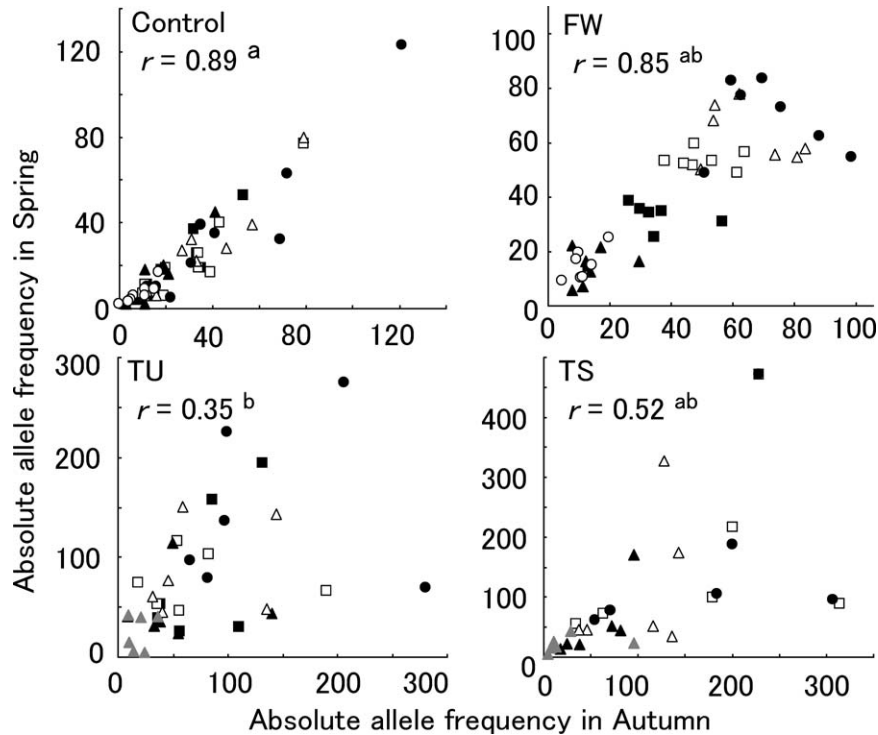 Control
r = 0.89 a
120
80
40
0
0 40 80 120
FW
r = 0.85 ab
100
80
60
40
20
0
20 40 60 80 100
TU
r = 0.35 b
300
200
100
0
0 100 200 300
TS
r = 0.52 ab
400
300
200
100
0
0 100 200 300
Absolute allele frequency in Spring
Absolute allele frequency in Autumn